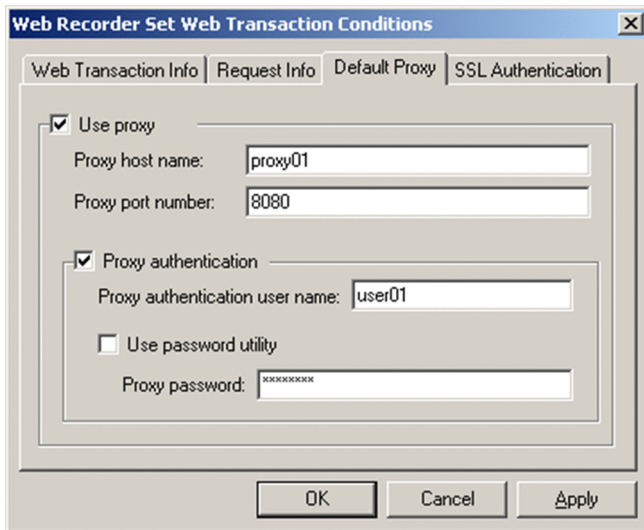 Web Recorder Set Web Transaction Conditions
Web Transaction Info Request Info Default Proxy SSL Authentication
Use proxy
Proxy host name: proxy01
Proxy port number: 8080
Proxy authentication
Proxy authentication user name: user01
Use password utility
Proxy password: ********
OK Cancel Apply